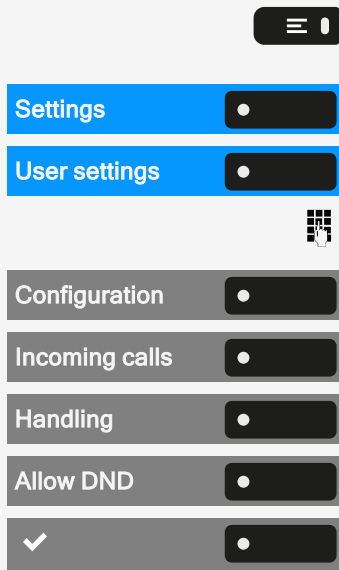 Settings
User settings
Configuration
Incoming calls
Handling
Allow DND